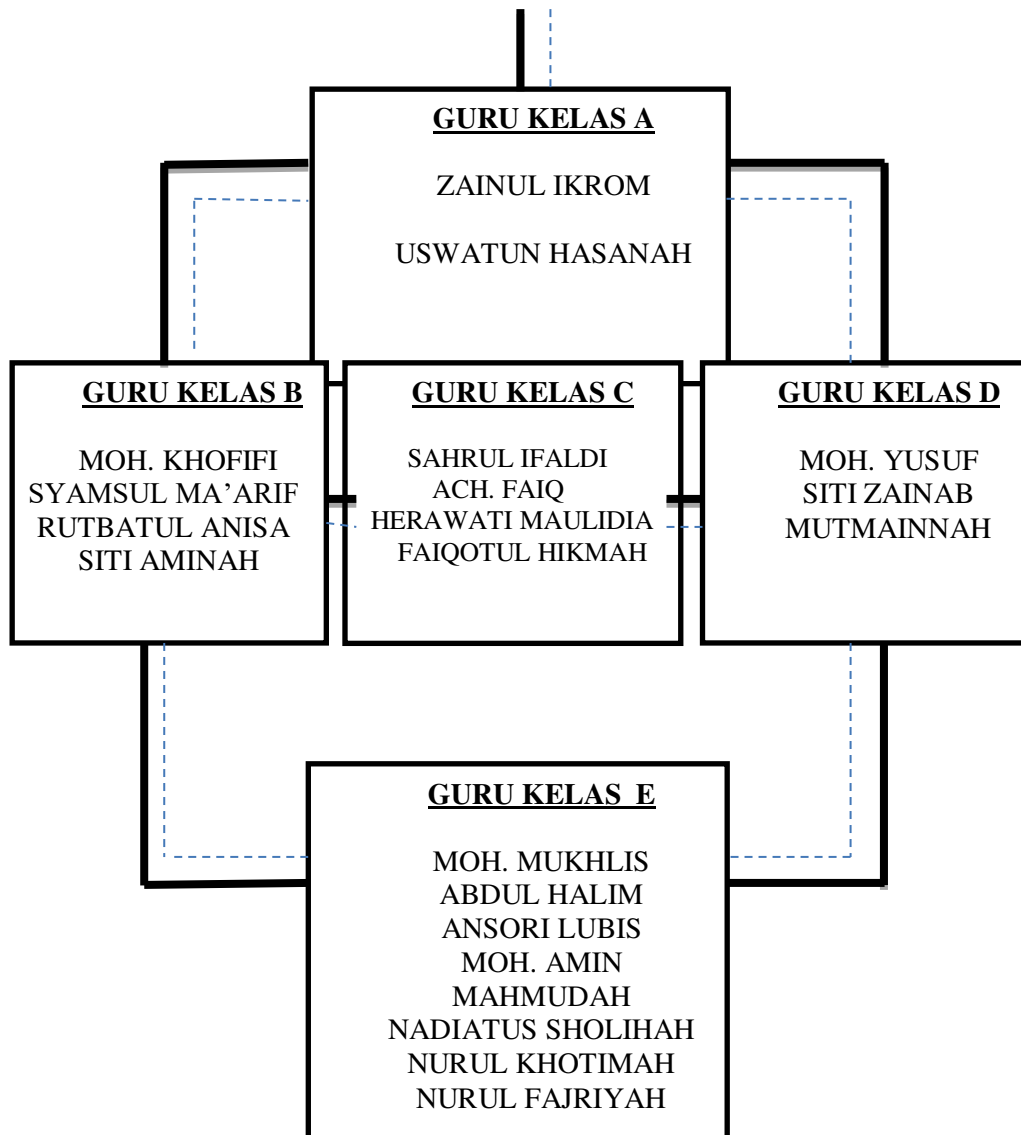 GURU KELAS A
ZAINUL IKROM
USWATUN HASANAH
GURU KELAS B
MOH. KHOFIFI
SYAMSUL MA’ARIF
RUTBATUL ANISA
SITI AMINAH
GURU KELAS C
SAHRUL IFALDI
ACH. FAIQ
HERAWATI MAULIDIA
FAIQOTUL HIKMAH
GURU KELAS D
MOH. YUSUF
SITI ZAINAB
MUTMAINNAH
GURU KELAS  E
MOH. MUKHLIS
ABDUL HALIM
ANSORI LUBIS
MOH. AMIN
MAHMUDAH
NADIATUS SHOLIHAH
NURUL KHOTIMAH
NURUL FAJRIYAH